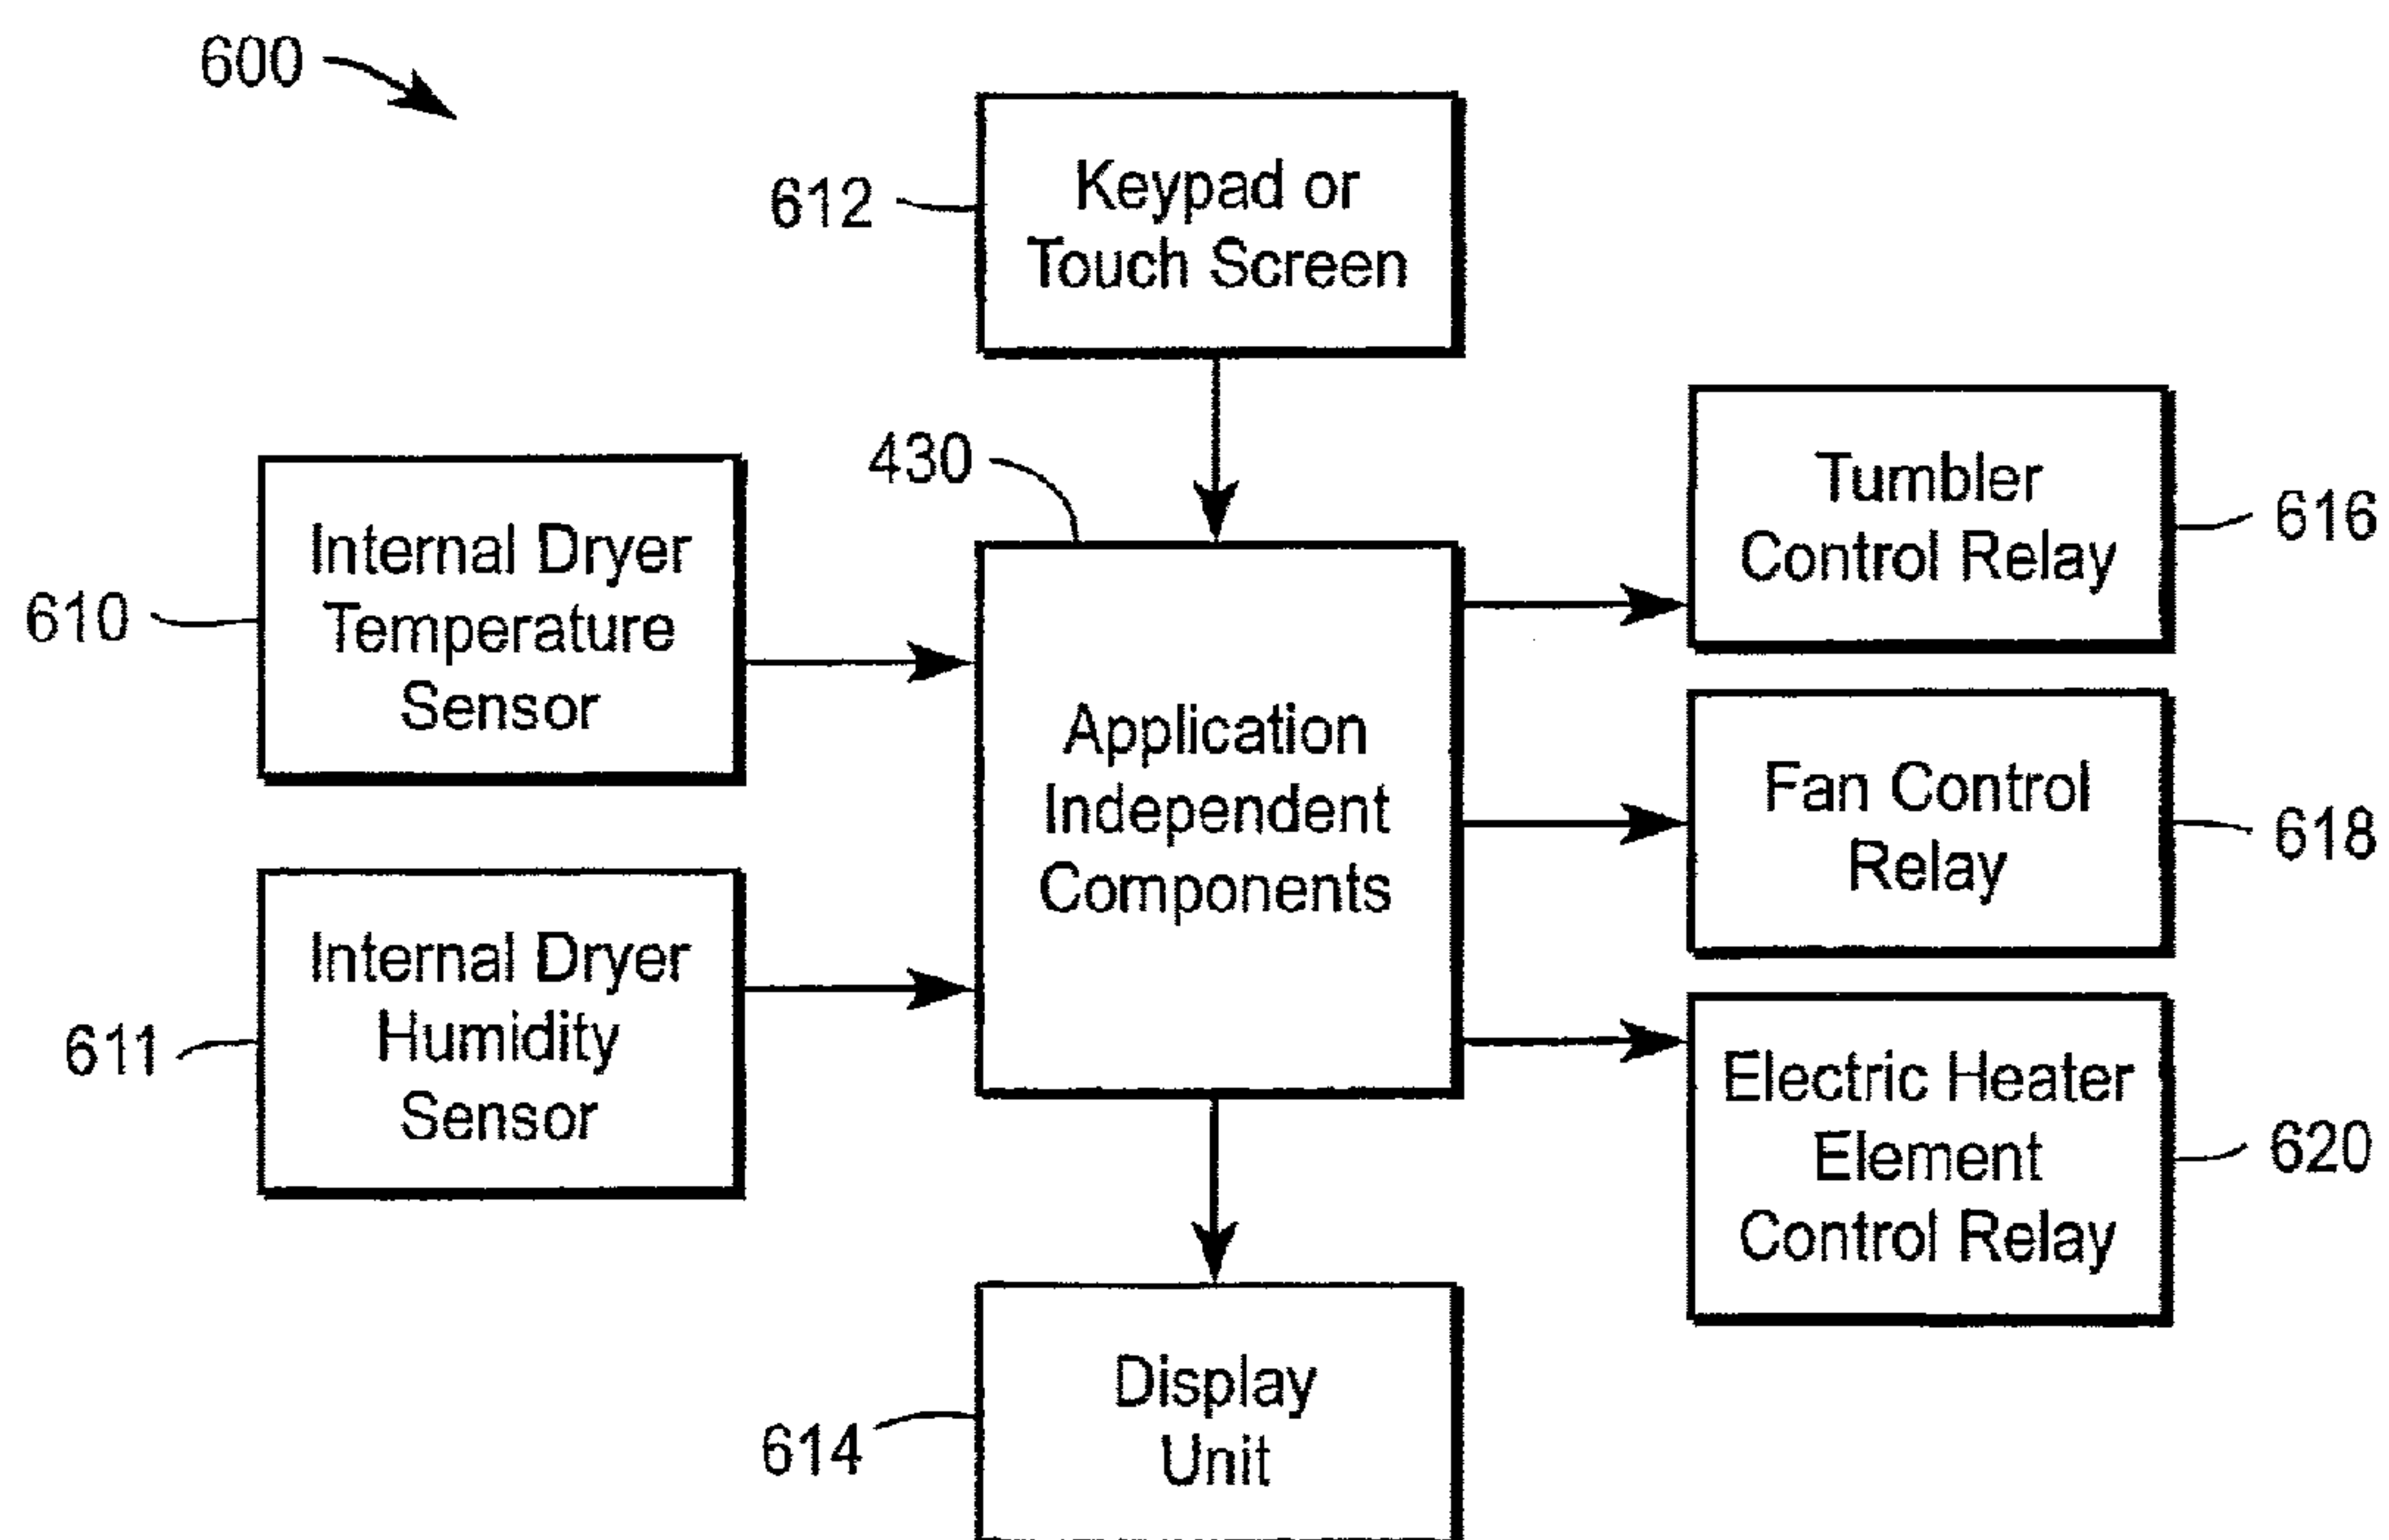 600
612
Keypad or
Touch Screen
430
610
Internal Dryer
Temperature
Sensor
611
Internal Dryer
Humidity
Sensor
Application
Independent
Components
Tumbler
Control Relay
616
Fan Control
Relay
618
Electric Heater
Element
Control Relay
620
614
Display
Unit